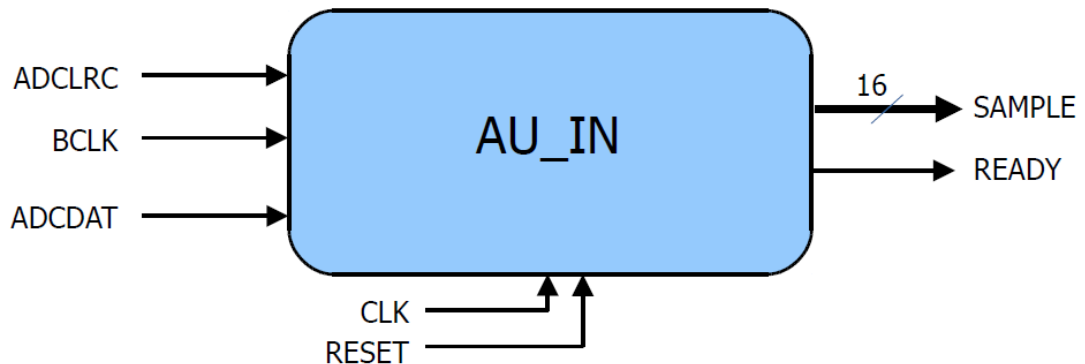 ADCLRC
BCLK
ADCDAT
AU_IN
16
SAMPLE
READY
CLK
RESET